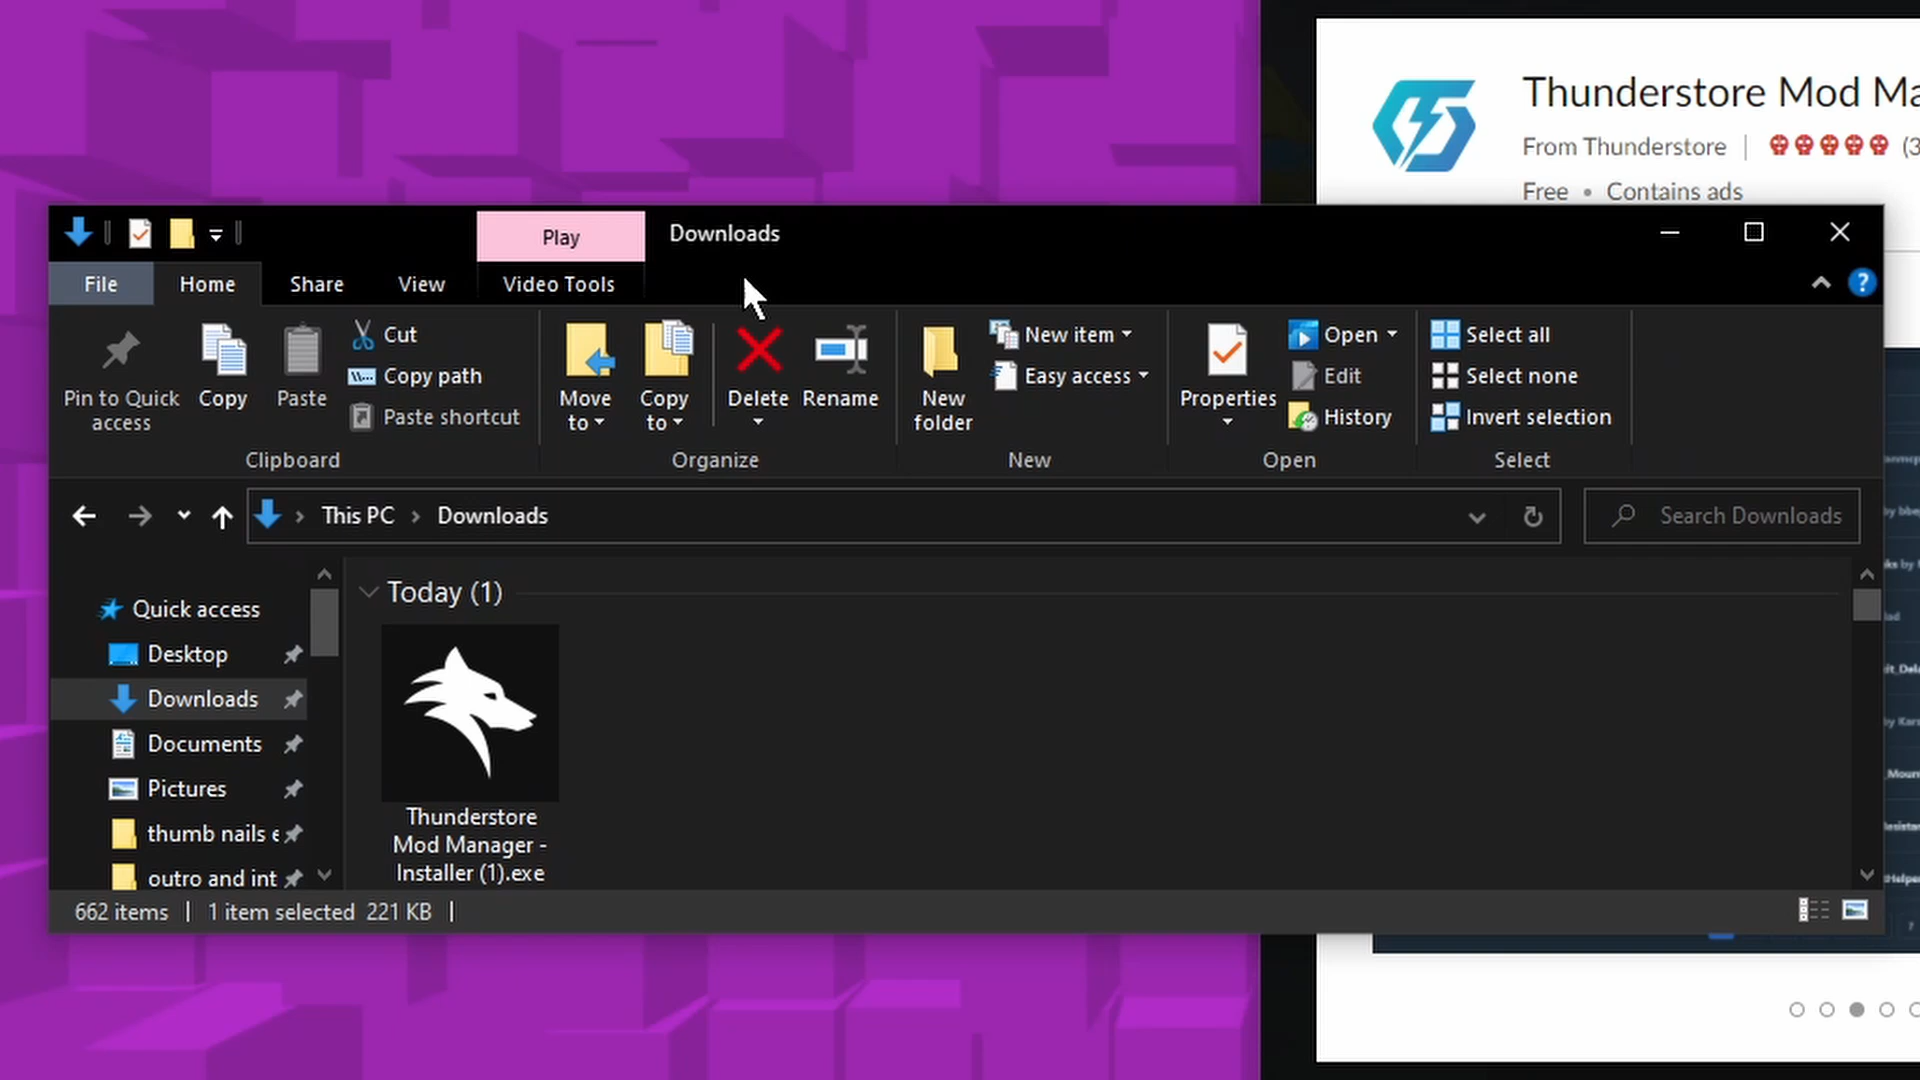 Thunderstore Mod Ma
From Thunderstore
(3
Free • Contains ads
Play
Downloads
File
Home
Share
View
Video Tools
Pin to Quick access
Copy
Paste
Cut
Copy path
Paste shortcut
Clipboard
Move to
Copy to
Delete
Rename
Organize
New folder
New item
Easy access
New
Properties
Open
Edit
History
Open
Select all
Select none
Invert selection
Select
This PC > Downloads
Search Downloads
Quick access
Desktop
Downloads
Documents
Pictures
thumb nails e
outro and int
Today (1)
Thunderstore
Mod Manager -
Installer (1).exe
662 items
1 item selected 221 KB